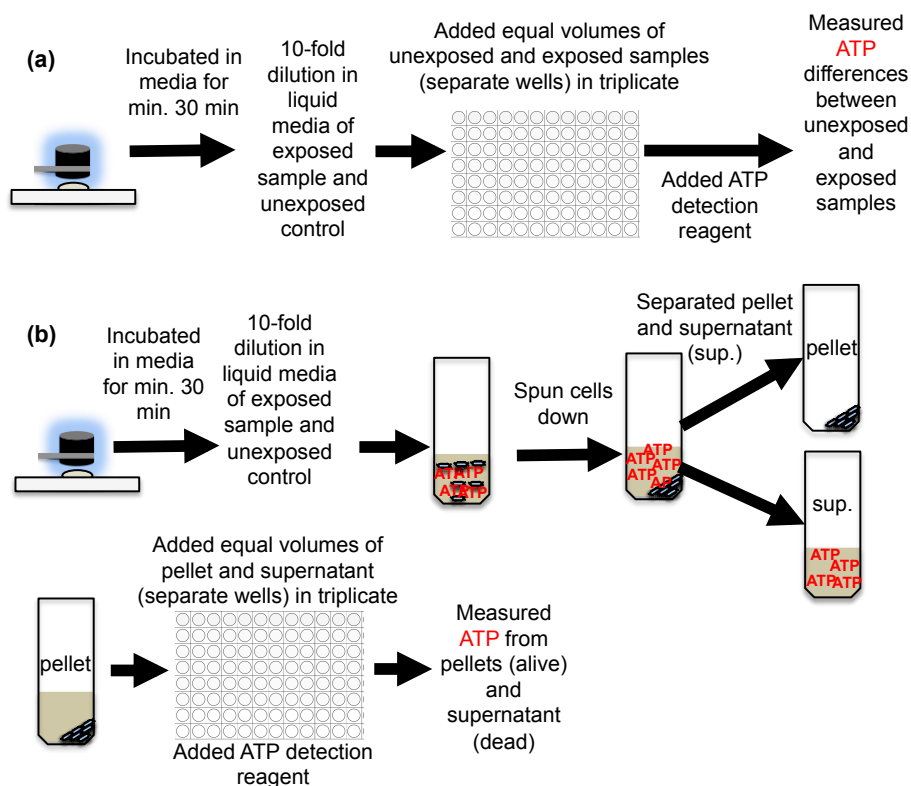 (a)
Incubated in
media for
min. 30 min
10-fold
dilution in
liquid
media of
exposed
sample and
unexposed
control
Added equal volumes of
unexposed and exposed samples
(separate wells) in triplicate
Added ATP
detection
reagent
Measured
ATP
differences
between
unexposed
and
exposed
samples
(b)
Incubated
in media
for min. 30
min
10-fold
dilution in
liquid media
of exposed
sample and
unexposed
control
ATP ATP
ATP ATP
Spun cells
down
ATP
ATP ATP
ATP AP
Separated pellet
and supernatant
(sup.)
pellet
sup.
ATP
ATP
ATP ATP
pellet
Added equal volumes of
pellet and supernatant
(separate wells) in triplicate
Added ATP detection
reagent
Measured
ATP from
pellets (alive)
and
supernatant
(dead)